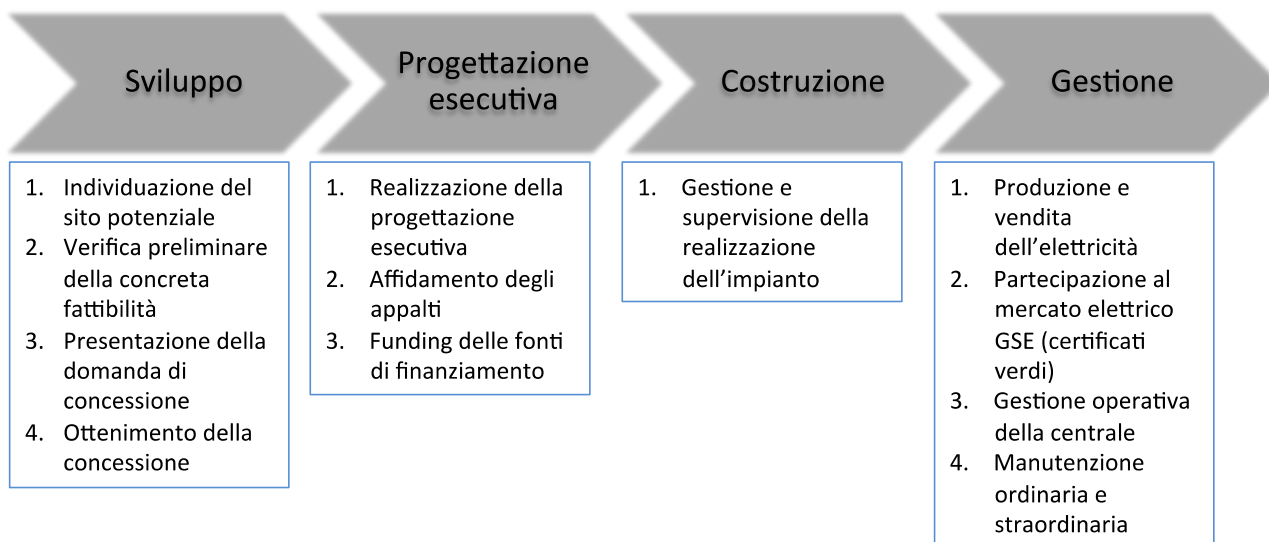 Sviluppo
Progettazione
esecutiva
Costruzione
Gestione
1. Individuazione del
sito potenziale
2. Verifica preliminare
della concreta
fattibilità
3. Presentazione della
domanda di
concessione
4. Ottenimento della
concessione
1. Realizzazione della
progettazione
esecutiva
2. Affidamento degli
appalti
3. Funding delle fonti
di finanziamento
1. Gestione e
supervisione della
realizzazione
dell’impianto
1. Produzione e
vendita
dell’elettricità
2. Partecipazione al
mercato elettrico
GSE (certificati
verdi)
3. Gestione operativa
della centrale
4. Manutenzione
ordinaria e
straordinaria